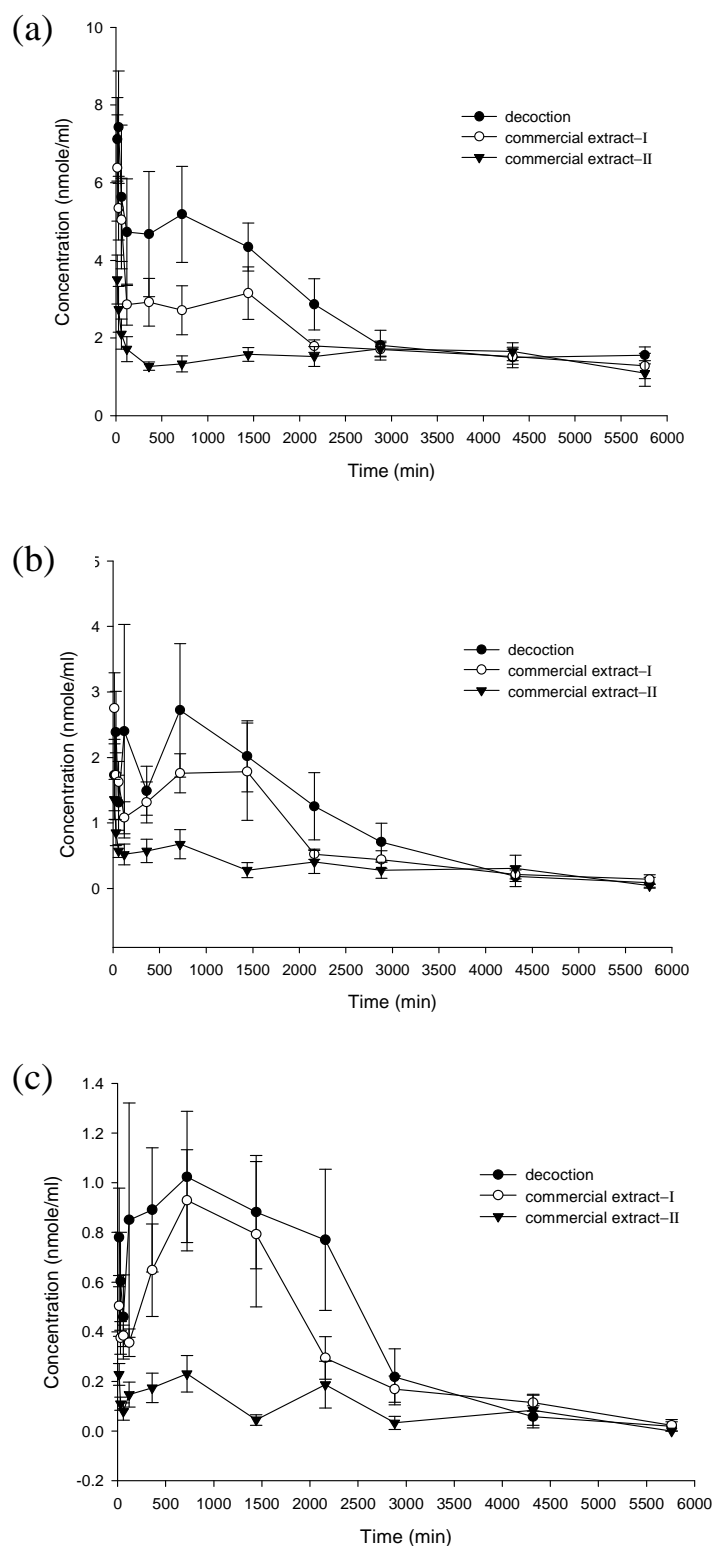 (a)
10
8
6
4
2
0
Concentration (nmole/ml)
decoction
commercial extract–I
commercial extract–II
0 500 1000 1500 2000 2500 3000 3500 4000 4500 5000 5500 6000
Time (min)
(b)
5
4
3
2
1
0
Concentration (nmole/ml)
decoction
commercial extract–I
commercial extract–II
0 500 1000 1500 2000 2500 3000 3500 4000 4500 5000 5500 6000
Time (min)
(c)
1.4
1.2
1.0
0.8
0.6
0.4
0.2
0.0
-0.2
Concentration (nmole/ml)
decoction
commercial extract–I
commercial extract–II
0 500 1000 1500 2000 2500 3000 3500 4000 4500 5000 5500 6000
Time (min)